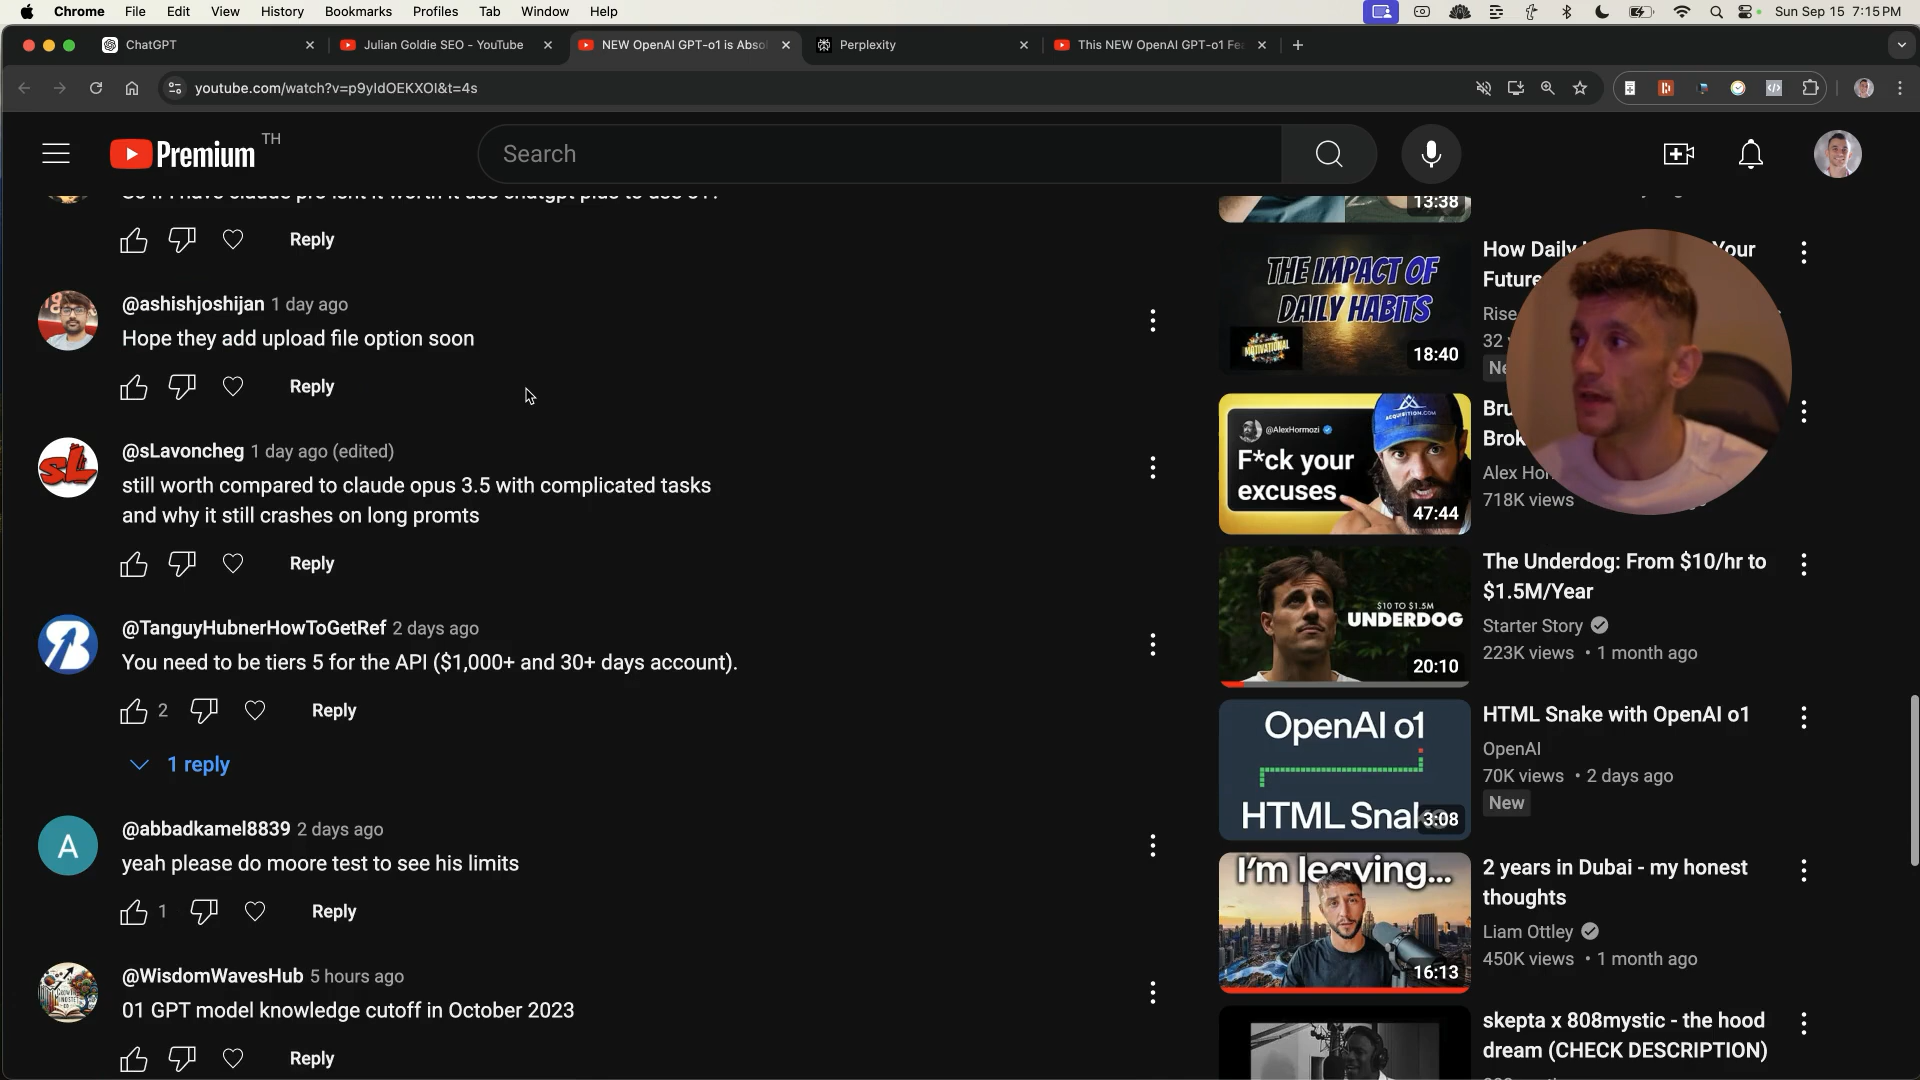 Chrome File Edit View History Bookmarks Profiles Tab Window Help Sun Sep 15 7:15 PM
ChatGPT Julian Goldie SEO - YouTube NEW OpenAI GPT-o1 is Abso Perplexity This NEW OpenAI GPT-o1 Fe
youtube.com/watch?v=p9yIdOEKXOI&t=4s
Premium TH
Search
Reply
@ashishjoshijan 1 day ago
Hope they add upload file option soon
Reply
@sLavoncheg 1 day ago (edited)
still worth compared to claude opus 3.5 with complicated tasks
and why it still crashes on long promts
Reply
@TanguyHubnerHowToGetRef 2 days ago
You need to be tiers 5 for the API ($1,000+ and 30+ days account).
2 Reply
1 reply
A
@abbadkamel8839 2 days ago
yeah please do moore test to see his limits
1 Reply
@WisdomWavesHub 5 hours ago
01 GPT model knowledge cutoff in October 2023
Reply
13:38
THE IMPACT OF
DAILY HABITS
MOTIVATIONAL
18:40
How Daily Your
Future
Rise
32
Ne
ACQUISITION.COM
@AlexHormozi
F*ck your
excuses
47:44
Bru
Brok
Alex Hor
718K views
$10 TO $1.5M
UNDERDOG
20:10
The Underdog: From $10/hr to
$1.5M/Year
Starter Story
223K views • 1 month ago
OpenAI o1
HTML Snake
3:08
HTML Snake with OpenAI o1
OpenAI
70K views • 2 days ago
New
I'm leaving...
16:13
2 years in Dubai - my honest
thoughts
Liam Ottley
450K views • 1 month ago
skepta x 808mystic - the hood
dream (CHECK DESCRIPTION)